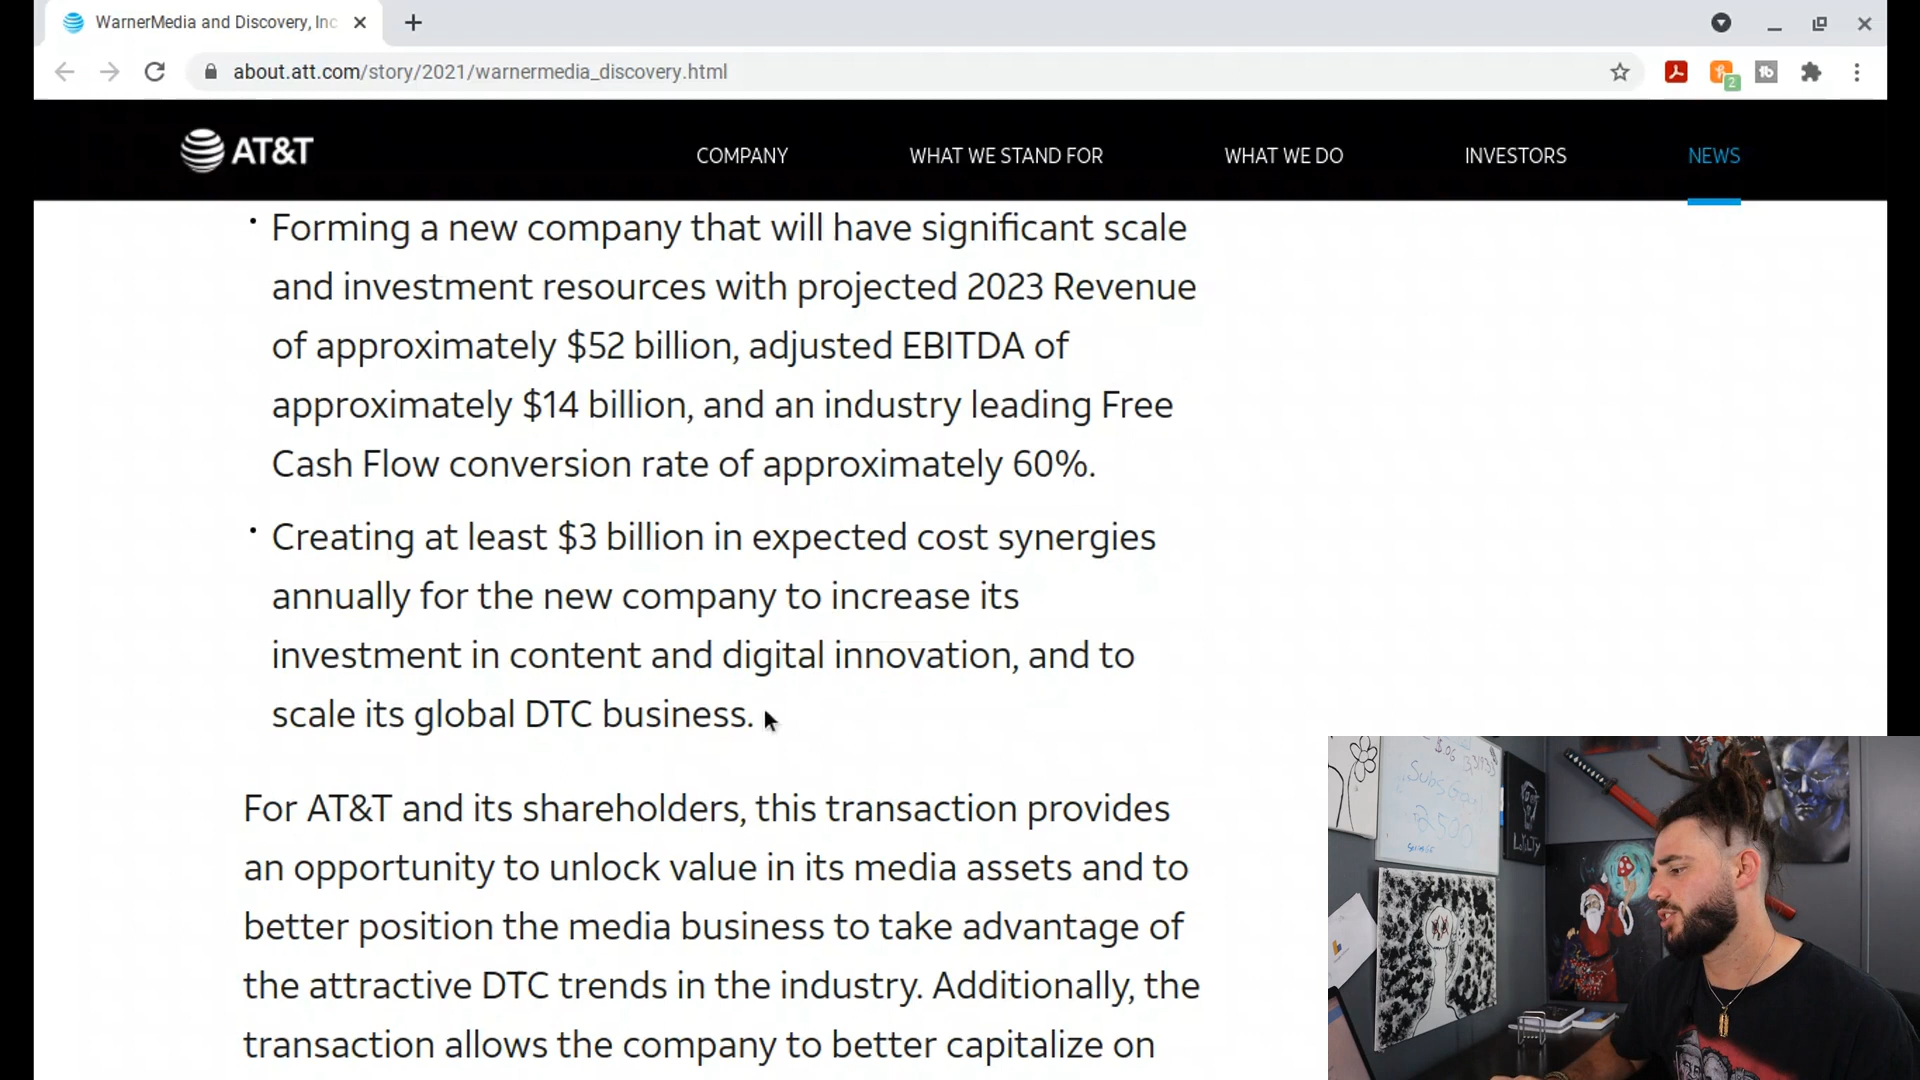 WarnerMedia and Discovery, Inc
about.att.com/story/2021/warnermedia_discovery.html
2
AT&T
COMPANY
WHAT WE STAND FOR
WHAT WE DO
INVESTORS
NEWS
• Forming a new company that will have significant scale
and investment resources with projected 2023 Revenue
of approximately $52 billion, adjusted EBITDA of
approximately $14 billion, and an industry leading Free
Cash Flow conversion rate of approximately 60%.
• Creating at least $3 billion in expected cost synergies
annually for the new company to increase its
investment in content and digital innovation, and to
scale its global DTC business.
For AT&T and its shareholders, this transaction provides
an opportunity to unlock value in its media assets and to
better position the media business to take advantage of
the attractive DTC trends in the industry. Additionally, the
transaction allows the company to better capitalize on
$.06
Subs Goal
2500
LOYALTY